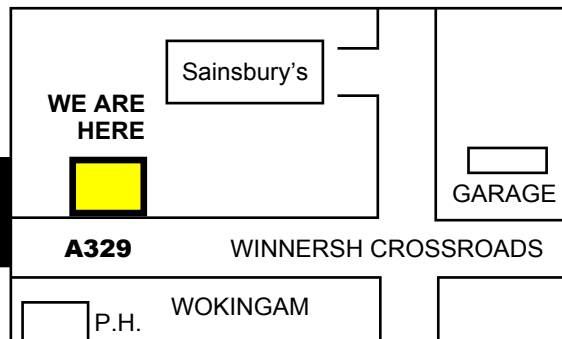 Sainsbury's
WE ARE
HERE
GARAGE
A329
WINNERSH CROSSROADS
WOKINGAM
P.H.